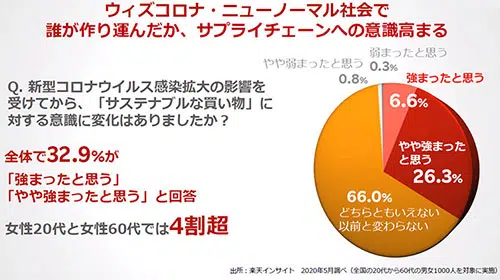 ウィズコロナ・ニューノーマル社会で
誰が作り運んだか、サプライチェーンへの意識高まる
Q. 新型コロナウイルス感染拡大の影響を
受けてから、「サステナブルな買い物」に
対する意識に変化はありましたか？
全体で32.9%が
「強まったと思う」
「やや強まったと思う」と回答
女性20代と女性60代では4割超
弱まったと思う
0.3%
やや弱まったと思う
0.8%
強まったと思う
6.6%
やや強まった
と思う
26.3%
66.0%
どちらともいえない
以前と変わらない
出所：楽天インサイト　2020年5月調べ（全国の20代から60代の男女1000人を対象に実施）